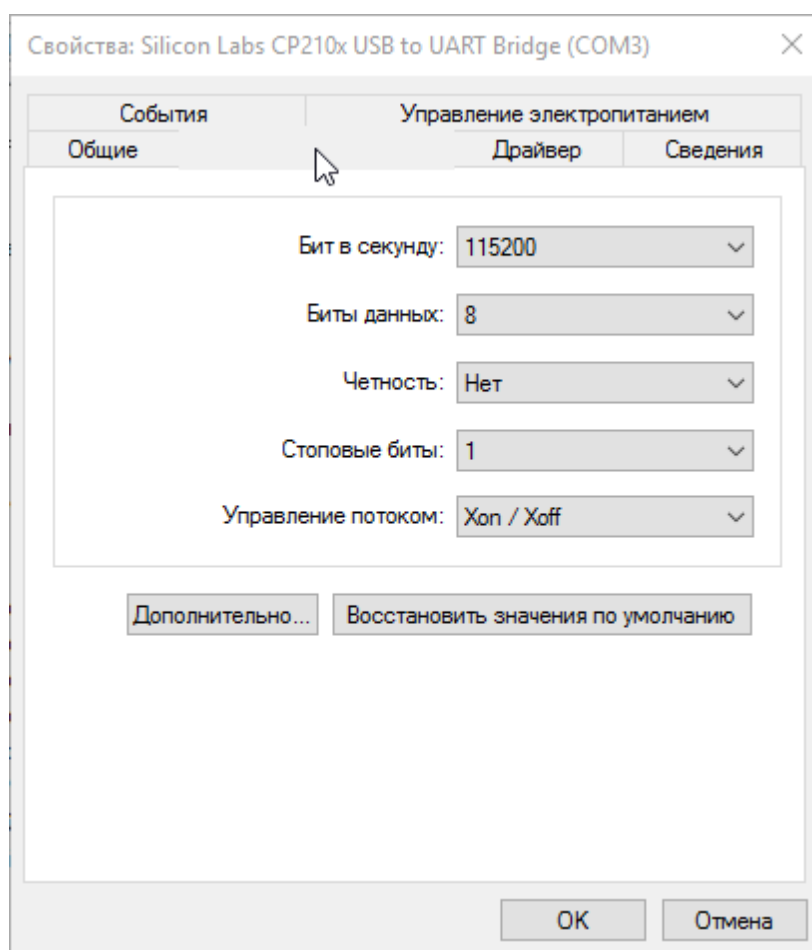 Свойства: Silicon Labs CP210x USB to UART Bridge (COM3)
События Управление электропитанием
Общие Драйвер Сведения
Бит в секунду: 115200
Биты данных: 8
Четность: Нет
Стоповые биты: 1
Управление потоком: Xon / Xoff
Дополнительно... Восстановить значения по умолчанию
OK Отмена